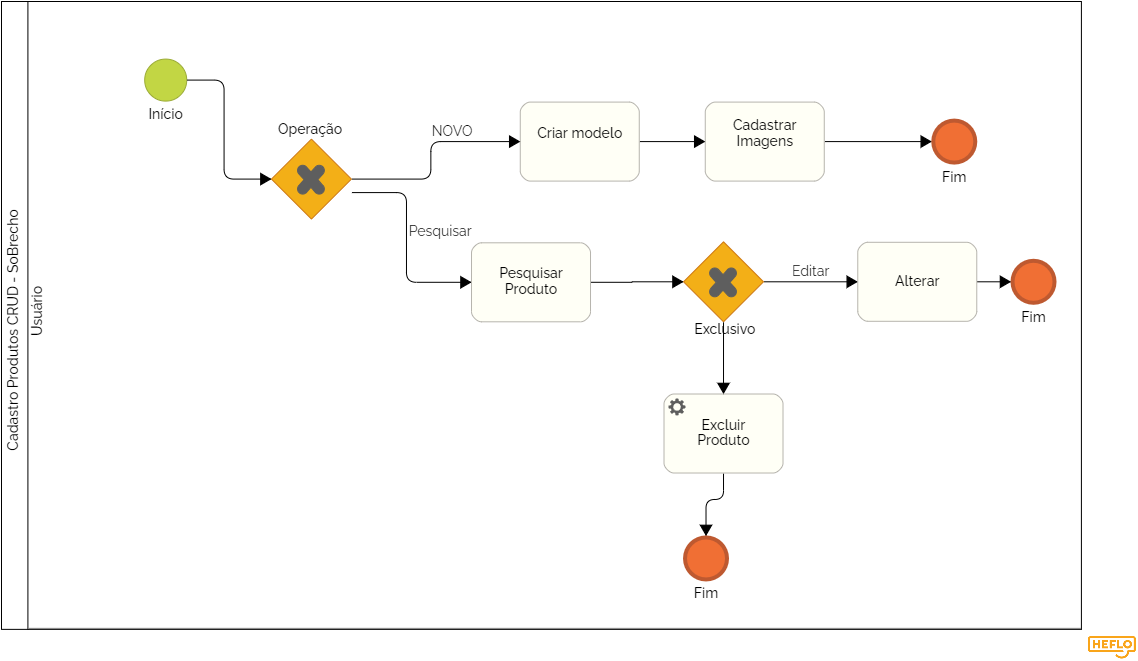 Cadastro Produtos CRUD - SoBrecho
Usuário
Início
Operação
NOVO
Criar modelo
Cadastrar
Imagens
Fim
Pesquisar
Pesquisar
Produto
Exclusivo
Editar
Alterar
Fim
Excluir
Produto
Fim
HEFLO